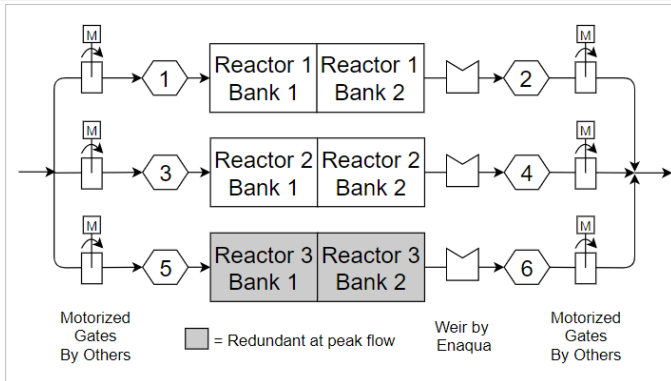 M
M
1
Reactor 1
Bank 1
Reactor 1
Bank 2
2
M
M
3
Reactor 2
Bank 1
Reactor 2
Bank 2
4
M
M
5
Reactor 3
Bank 1
Reactor 3
Bank 2
6
Motorized
Gates
By Others
= Redundant at peak flow
Weir by
Enaqua
Motorized
Gates
By Others